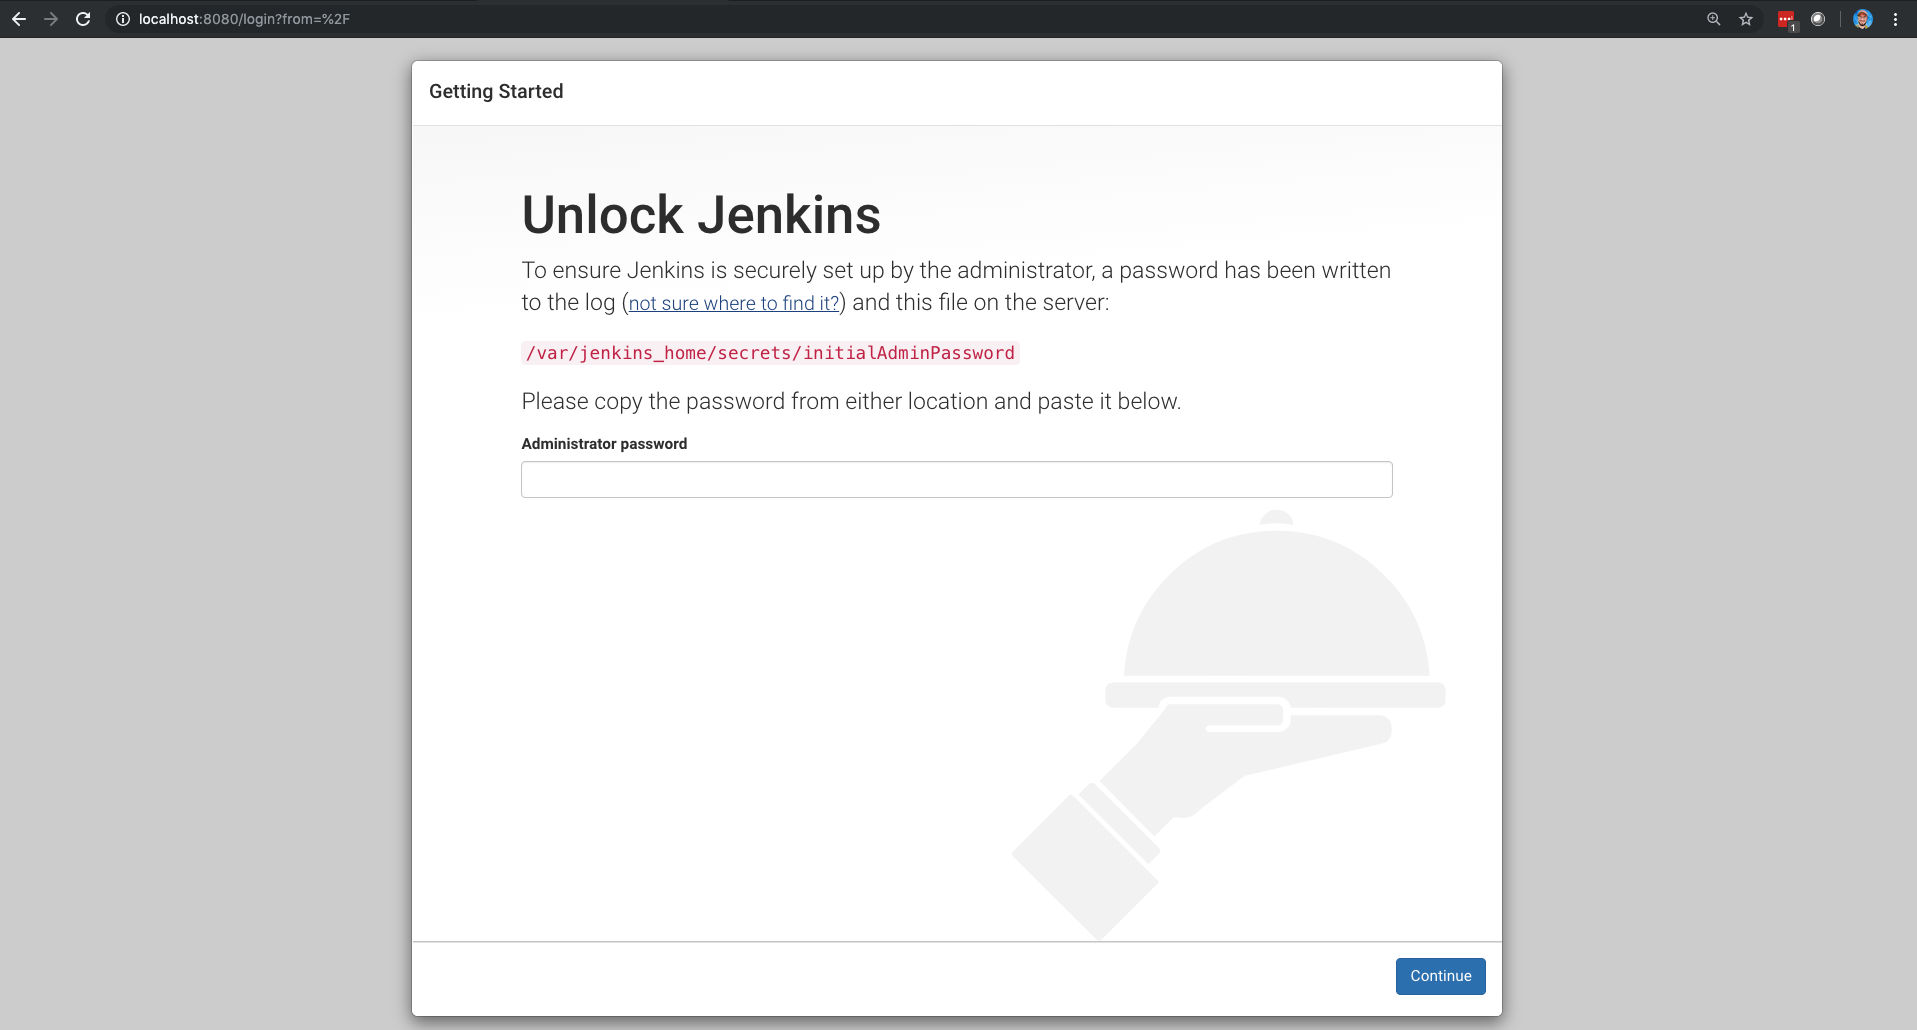 localhost:8080/login?from=%2F
1
Getting Started
Unlock Jenkins
To ensure Jenkins is securely set up by the administrator, a password has been written
to the log (not sure where to find it?) and this file on the server:
/var/jenkins_home/secrets/initialAdminPassword
Please copy the password from either location and paste it below.
Administrator password
Continue